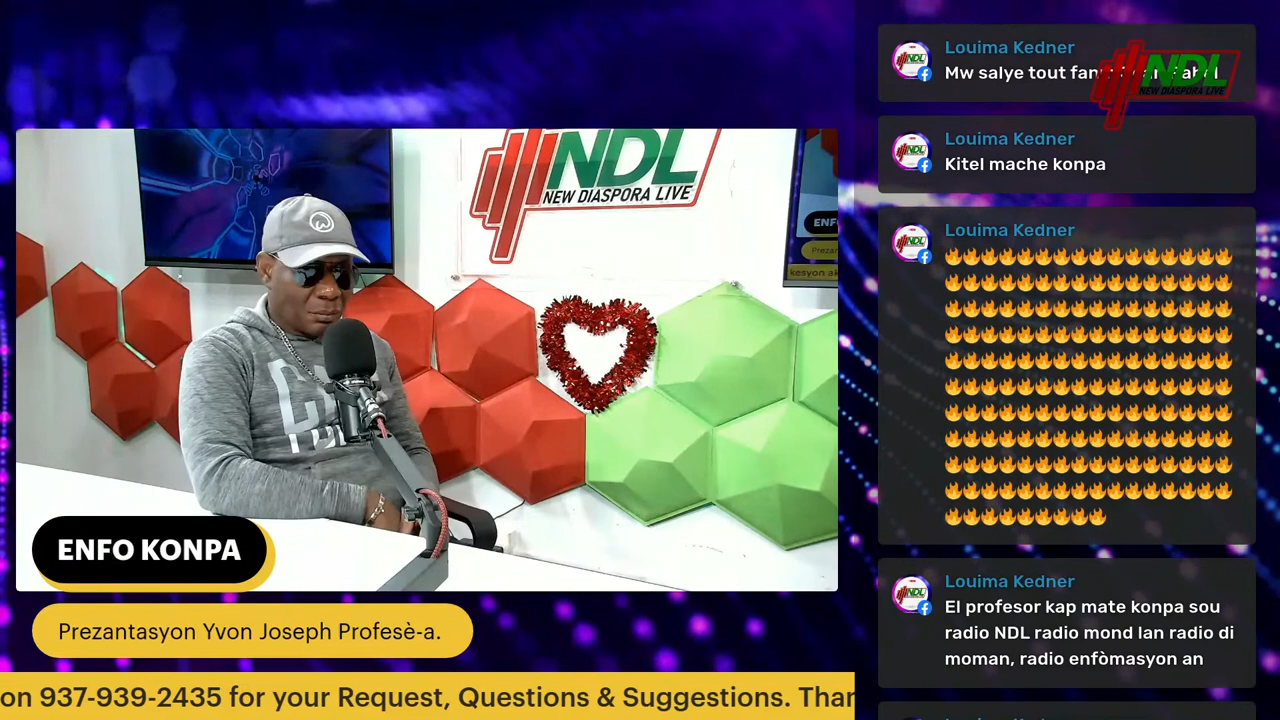 NDL
NEW DIASPORA LIVE
ENFO KONPA
Prezantasyon Yvon Joseph Profesè-a.
on 937-939-2435 for your Request, Questions & Suggestions. Than
Louima Kedner
Mw salye tout
NDL
NEW DIASPORA LIVE
Louima Kedner
Kitel mache konpa
Louima Kedner
🔥🔥🔥🔥🔥🔥🔥🔥🔥🔥🔥🔥🔥🔥🔥🔥
Louima Kedner
El profesor kap mate konpa sou
radio NDL radio mond lan radio di
moman, radio enfòmasyon an